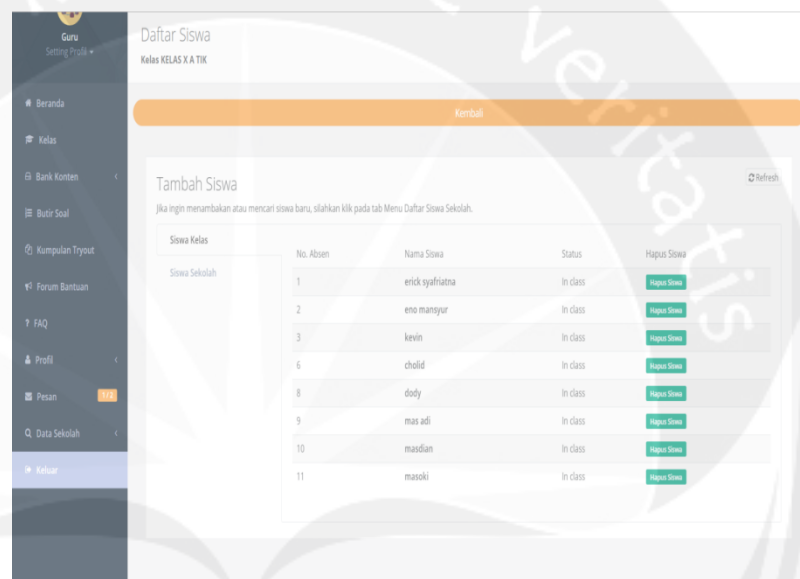 Guru
Setting Profil
Beranda
Kelas
Bank Konten
Butir Soal
Kumpulan Tryout
Forum Bantuan
? FAQ
Profil
Pesan 1/2
Data Sekolah
Keluar
Daftar Siswa
Kelas KELAS X A TIK
Kembali
Tambah Siswa
Refresh
Jika ingin menambakan atau mencari siswa baru, silahkan klik pada tab Menu Daftar Siswa Sekolah.
Siswa Kelas
Siswa Sekolah
No. Absen Nama Siswa Status Hapus Siswa
1 erick syafriatna In class Hapus Siswa
2 eno mansyur In class Hapus Siswa
3 kevin In class Hapus Siswa
6 cholid In class Hapus Siswa
8 dody In class Hapus Siswa
9 mas adi In class Hapus Siswa
10 masdian In class Hapus Siswa
11 masoki In class Hapus Siswa
veritatis